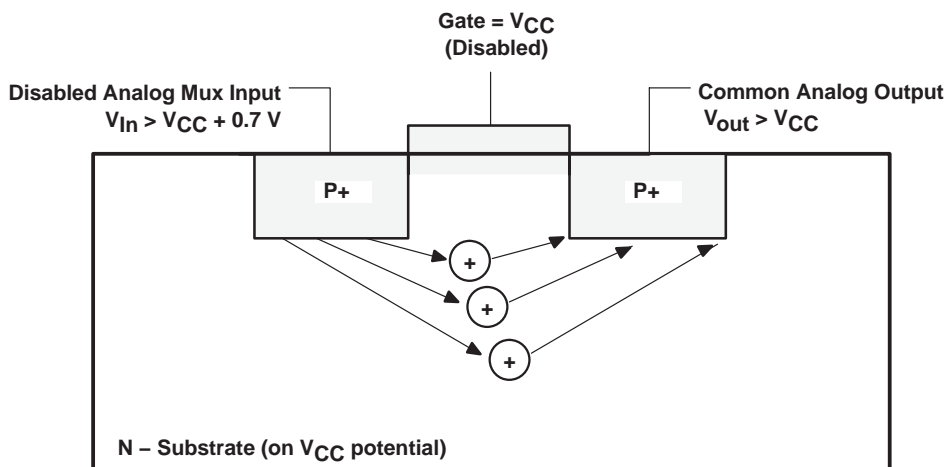 Gate = VCC
(Disabled)
Disabled Analog Mux Input
VIn > VCC + 0.7 V
Common Analog Output
Vout > VCC
P+
P+
+
+
+
N – Substrate (on VCC potential)